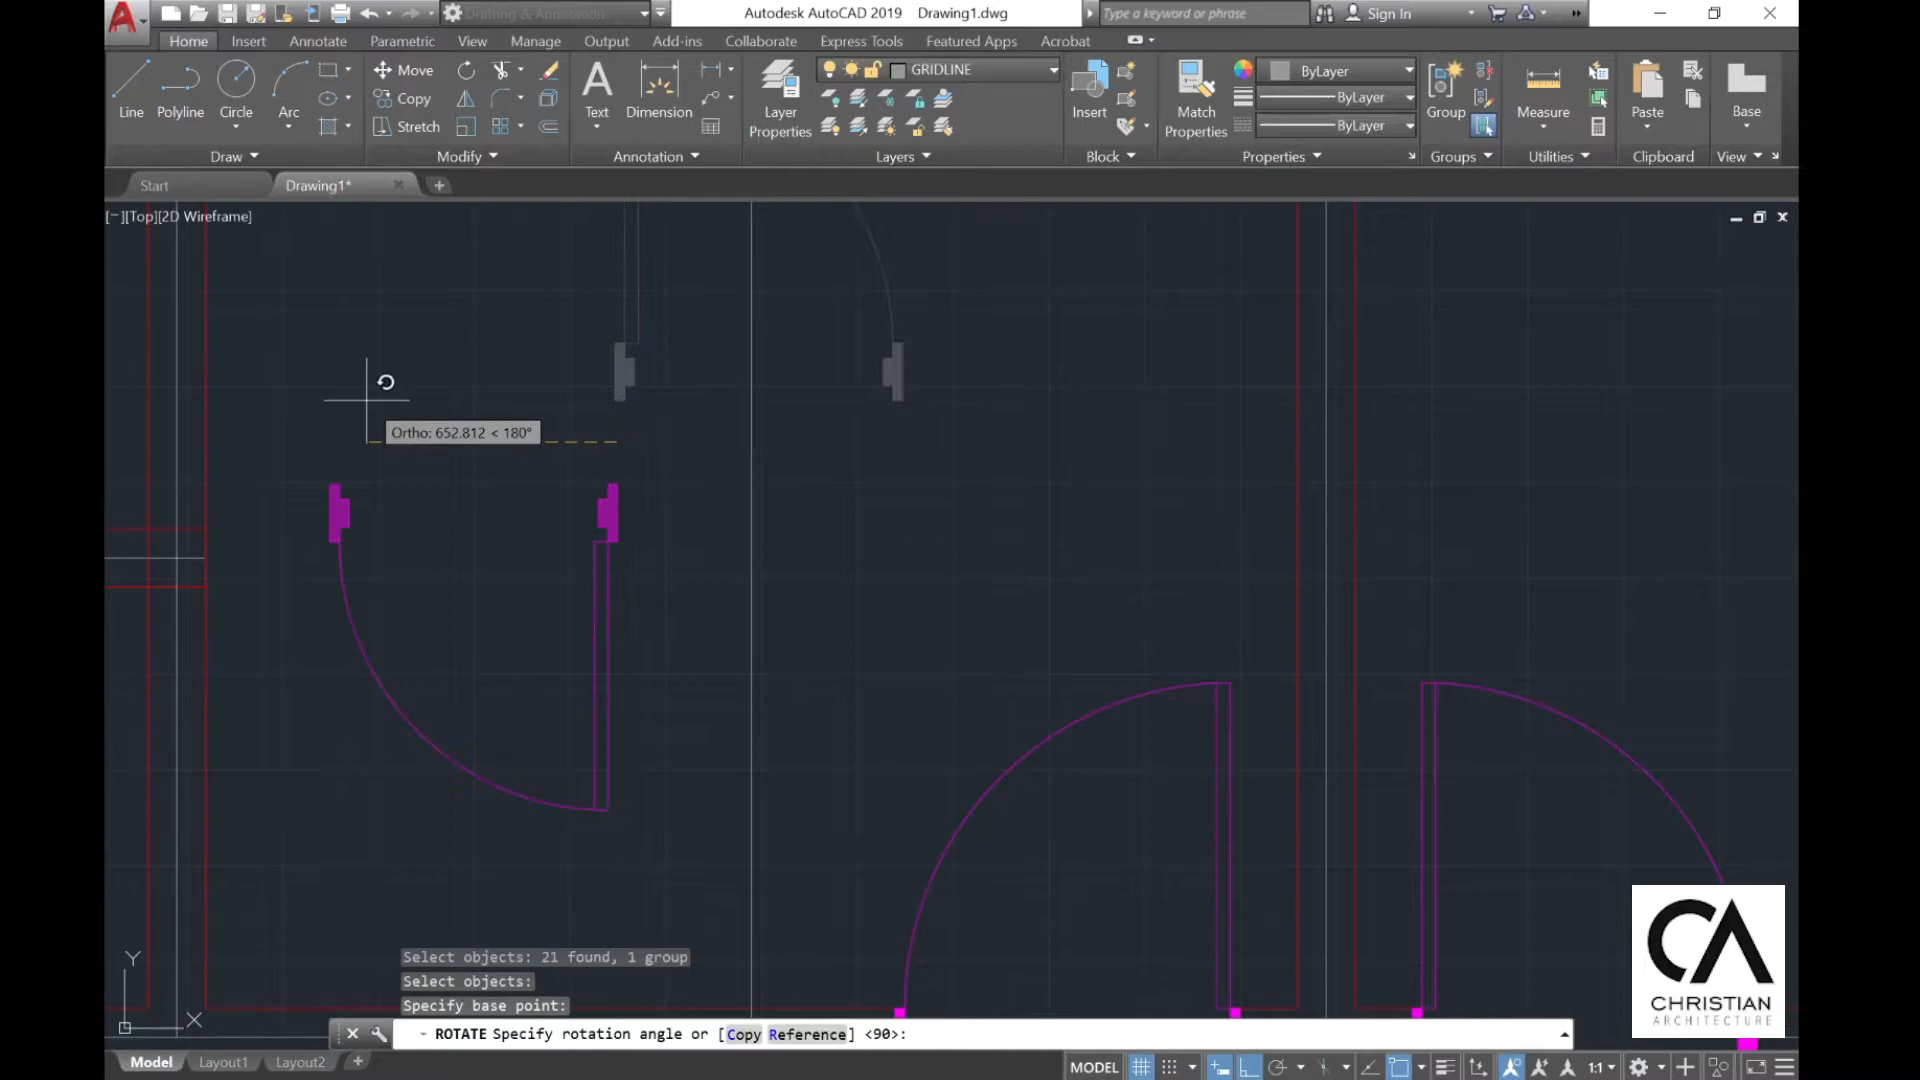 Drafting & Annotation
Autodesk AutoCAD 2019 Drawing1.dwg
Type a keyword or phrase
Sign In
Home Insert Annotate Parametric View Manage Output Add-ins Collaborate Express Tools Featured Apps Acrobat
Line Polyline Circle Arc
Move
Copy
Stretch
Text Dimension
Layer Properties
GRIDLINE
Insert
Match Properties
ByLayer
ByLayer
ByLayer
Group
Measure
Paste
Base
Draw Modify Annotation Layers Block Properties Groups Utilities Clipboard View
Start Drawing1*
[−][Top][2D Wireframe]
Ortho: 652.812 < 180°
Select objects: 21 found, 1 group
Select objects:
Specify base point:
ROTATE Specify rotation angle or [Copy Reference] <90>:
Y
X
CA
CHRISTIAN
ARCHITECTURE
Model Layout1 Layout2
MODEL 1:1